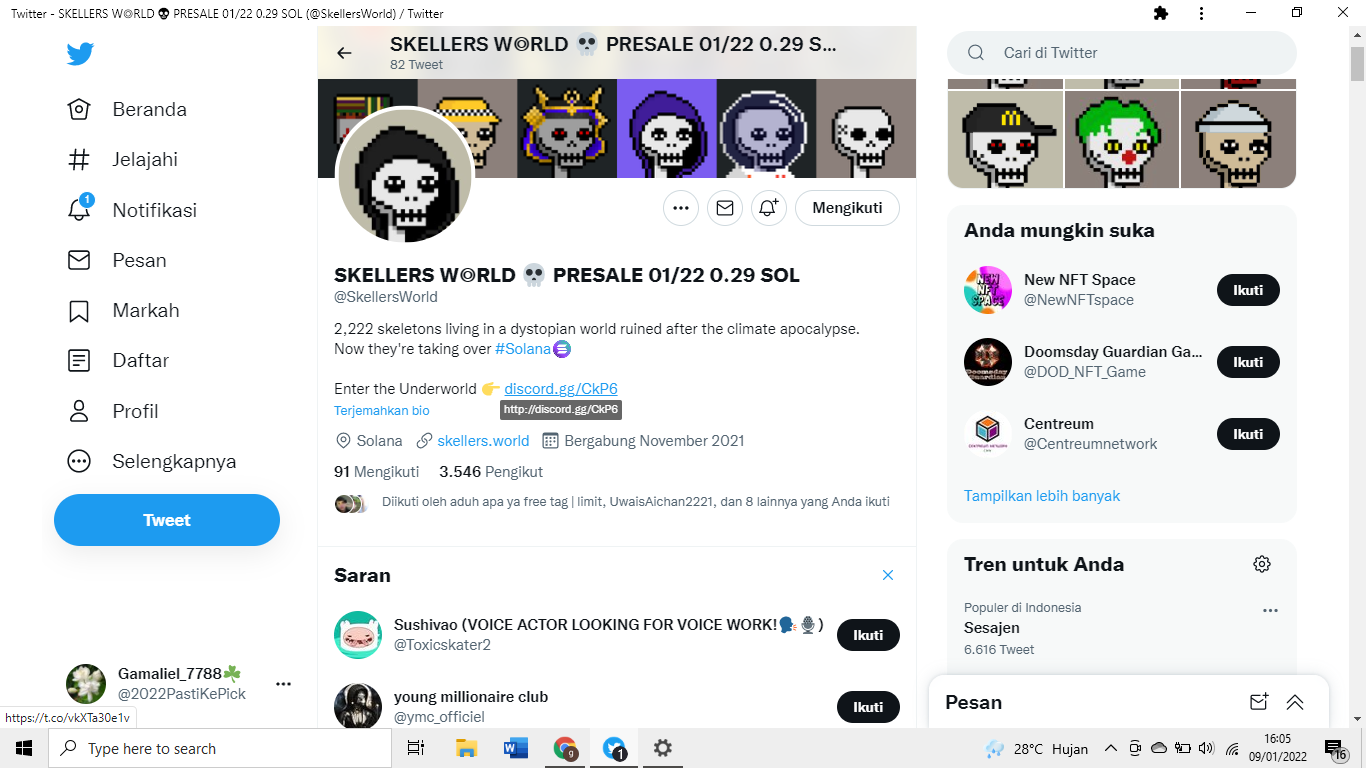 Twitter - SKELLERS W◎RLD 💀 PRESALE 01/22 0.29 SOL (@SkellersWorld) / Twitter
SKELLERS W◎RLD 💀 PRESALE 01/22 0.29 S...
82 Tweet
Cari di Twitter
Beranda
Jelajahi
1
Notifikasi
Pesan
Markah
Daftar
Profil
Selengkapnya
Tweet
Mengikuti
SKELLERS W◎RLD 💀 PRESALE 01/22 0.29 SOL
@SkellersWorld
2,222 skeletons living in a dystopian world ruined after the climate apocalypse.
Now they're taking over #Solana
Enter the Underworld 👉 discord.gg/CkP6
http://discord.gg/CkP6
Terjemahkan bio
Solana skellers.world Bergabung November 2021
91 Mengikuti 3.546 Pengikut
Diikuti oleh aduh apa ya free tag | limit, UwaisAichan2221, dan 8 lainnya yang Anda ikuti
Saran
Sushivao (VOICE ACTOR LOOKING FOR VOICE WORK!🗣🎙)
@Toxicskater2
Ikuti
young millionaire club
@ymc_officiel
Ikuti
Anda mungkin suka
NEW NFT SPACE
New NFT Space
@NewNFTspace
Ikuti
Doomsday Guardian
Doomsday Guardian Ga...
@DOD_NFT_Game
Ikuti
CENTREUM NETWORK
Centreum
@Centreumnetwork
Ikuti
Tampilkan lebih banyak
Tren untuk Anda
Populer di Indonesia
Sesajen
6.616 Tweet
Pesan
Gamaliel_7788☘
@2022PastiKePick
https://t.co/vkXTa30e1v
Type here to search
W
g
1
28°C Hujan
16:05
09/01/2022
16